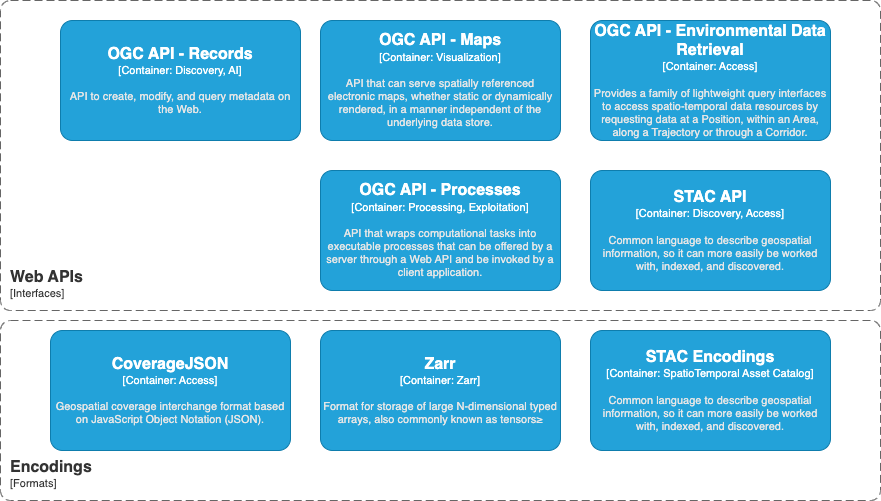 OGC API - Records
[Container: Discovery, AI]
API to create, modify, and query metadata on
the Web.
OGC API - Maps
[Container: Visualization]
API that can serve spatially referenced
electronic maps, whether static or dynamically
rendered, in a manner independent of the
underlying data store.
OGC API - Environmental Data
Retrieval
[Container: Access]
Provides a family of lightweight query interfaces
to access spatio-temporal data resources by
requesting data at a Position, within an Area,
along a Trajectory or through a Corridor.
OGC API - Processes
[Container: Processing, Exploitation]
API that wraps computational tasks into
executable processes that can be offered by a
server through a Web API and be invoked by a
client application.
STAC API
[Container: Discovery, Access]
Common language to describe geospatial
information, so it can more easily be worked
with, indexed, and discovered.
Web APIs
[Interfaces]
CoverageJSON
[Container: Access]
Geospatial coverage interchange format based
on JavaScript Object Notation (JSON).
Zarr
[Container: Zarr]
Format for storage of large N-dimensional typed
arrays, also commonly known as tensors≥
STAC Encodings
[Container: SpatioTemporal Asset Catalog]
Common language to describe geospatial
information, so it can more easily be worked
with, indexed, and discovered.
Encodings
[Formats]